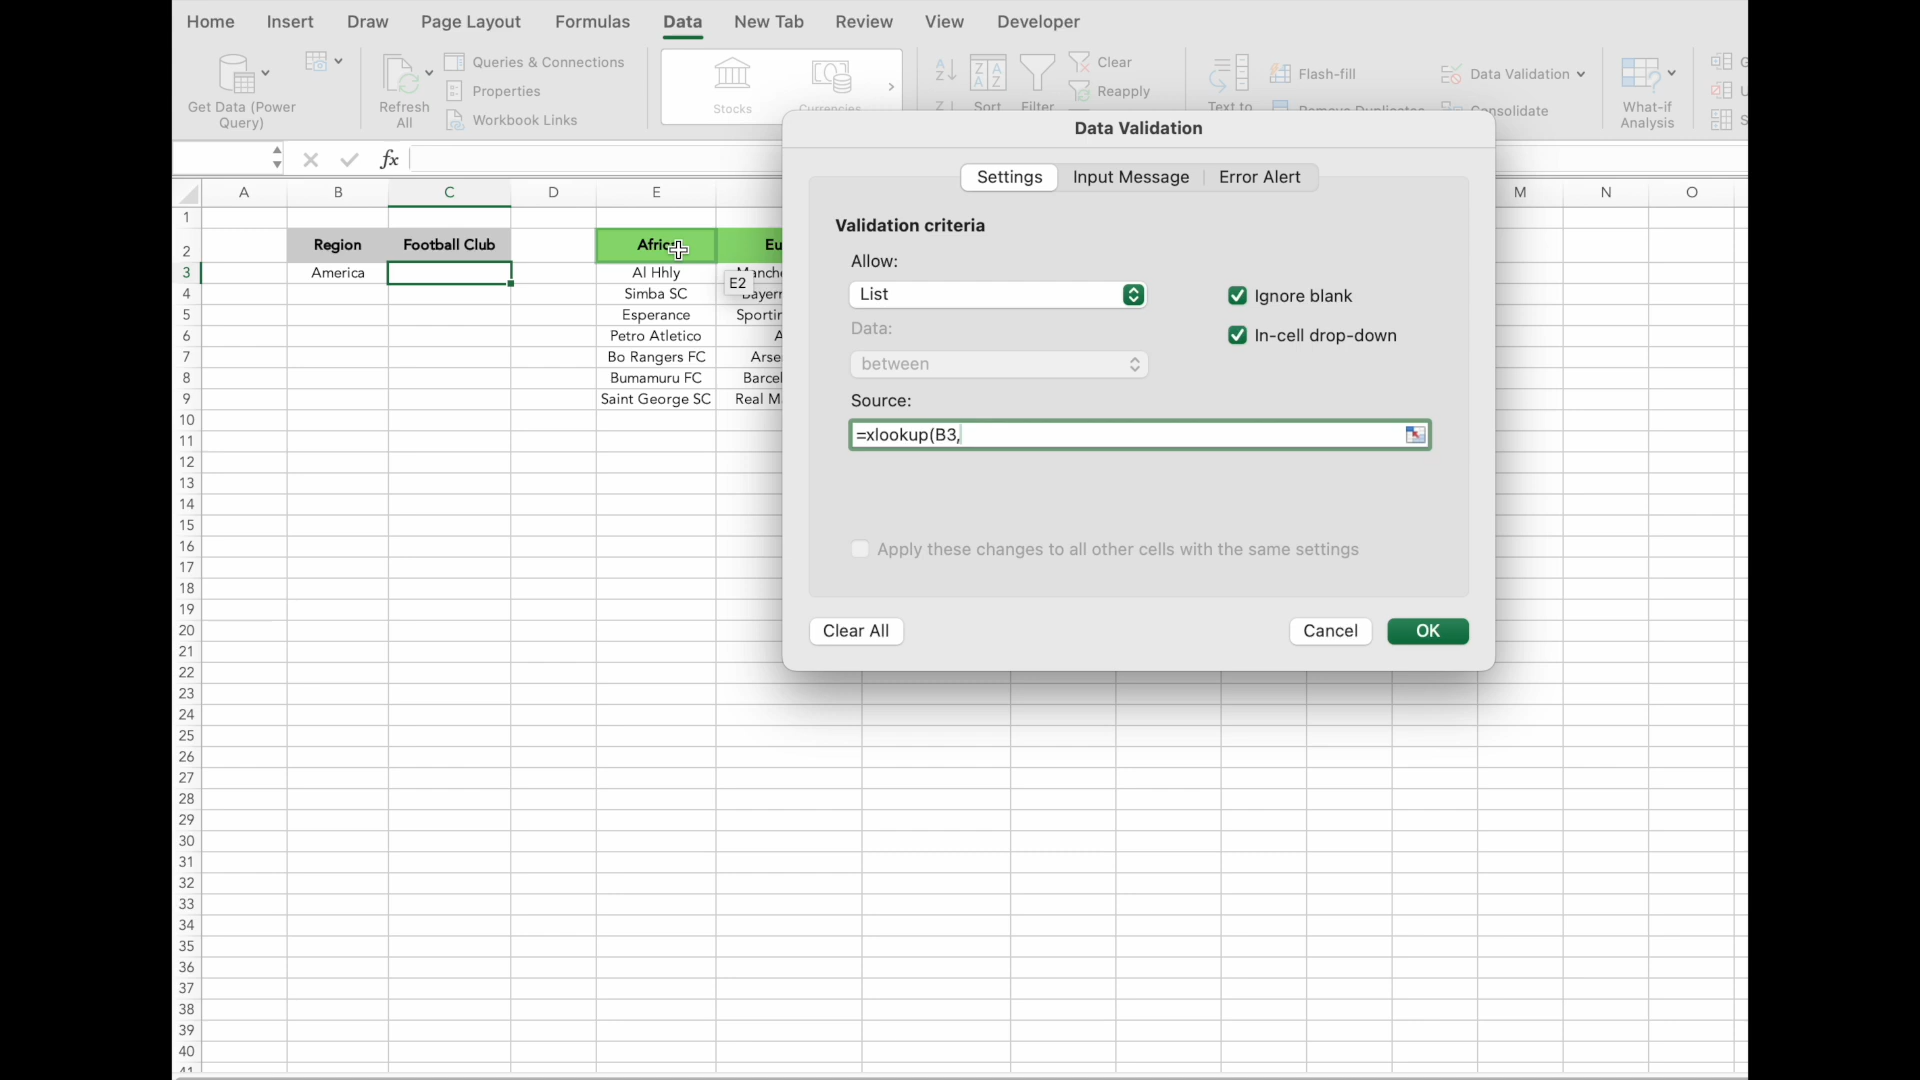 Home Insert Draw Page Layout Formulas Data New Tab Review View Developer
Get Data (Power Query)
Refresh All
Queries & Connections
Properties
Workbook Links
Stocks Currencies
Sort Filter
Clear
Reapply
Text to
Flash-fill
Remove Duplicates
Data Validation
Consolidate
What-if Analysis
fx
A B C D E M N O
1
2 Region Football Club
3 America Al Hhly
4 Simba SC
5 Esperance
6 Petro Atletico
7 Bo Rangers FC
8 Bumamuru FC
9 Saint George SC
E2
10
11
12
13
14
15
16
17
18
19
20
21
22
23
24
25
26
27
28
29
30
31
32
33
34
35
36
37
38
39
40
41
Data Validation
Settings Input Message Error Alert
Validation criteria
Allow:
List
Ignore blank
Data:
In-cell drop-down
between
Source:
=xlookup(B3,
Apply these changes to all other cells with the same settings
Clear All Cancel OK